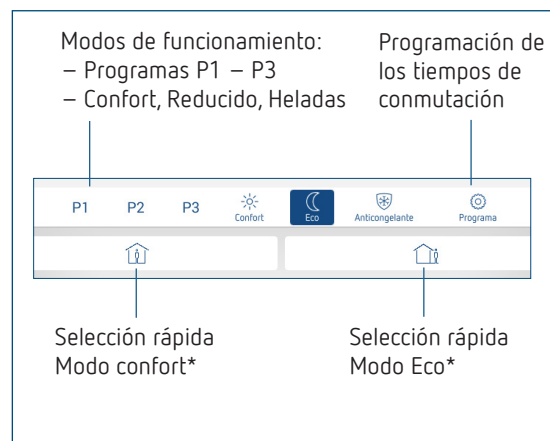 Modos de funcionamiento:
– Programas P1 – P3
– Confort, Reducido, Heladas
Programación de
los tiempos de
conmutación
P1 P2 P3 Confort Eco Anticongelante Programa
Selección rápida
Modo confort*
Selección rápida
Modo Eco*